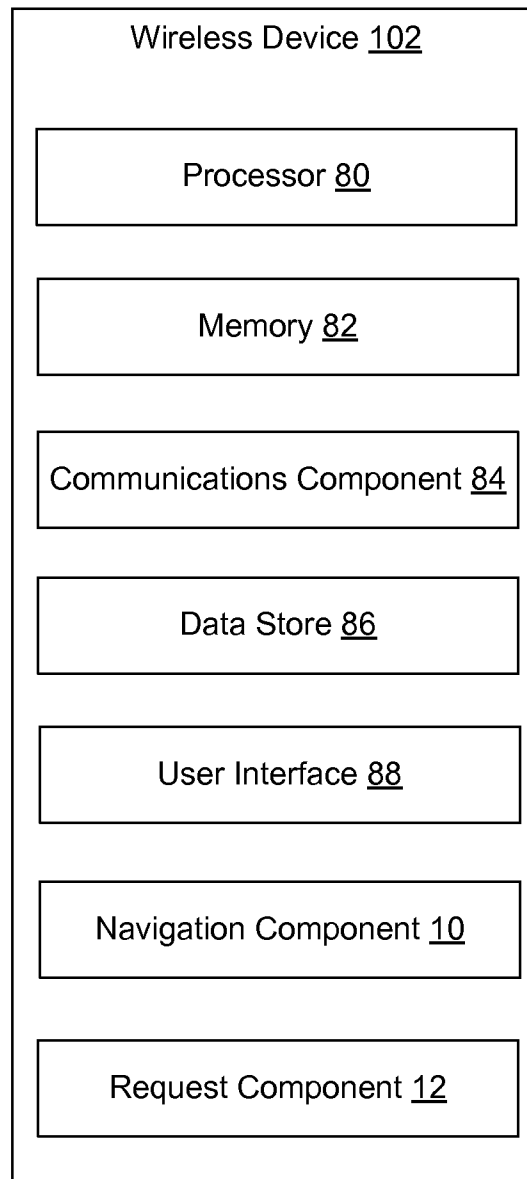 Wireless Device 102
Processor 80
Memory 82
Communications Component 84
Data Store 86
User Interface 88
Navigation Component 10
Request Component 12